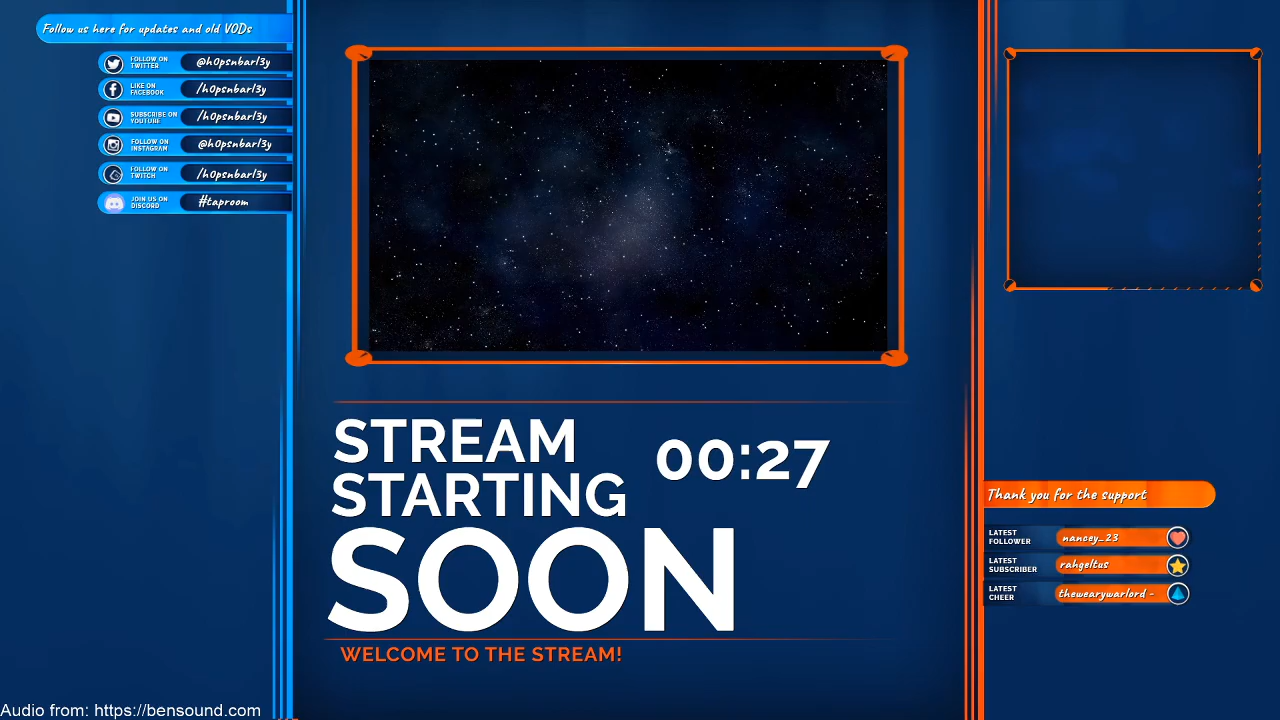 Follow us here for updates and old VODs
FOLLOW ON
TWITTER
@h0psnbarl3y
LIKE ON
FACEBOOK
/h0psnbarl3y
SUBSCRIBE ON
YOUTUBE
/h0psnbarl3y
FOLLOW ON
INSTAGRAM
@h0psnbarl3y
FOLLOW ON
TWITCH
/h0psnbarl3y
JOIN US ON
DISCORD
#taproom
STREAM
STARTING
SOON
00:27
WELCOME TO THE STREAM!
Thank you for the support
LATEST
FOLLOWER
nancey_23
LATEST
SUBSCRIBER
rahgeltus
LATEST
CHEER
thewearywarlord -
Audio from: https://bensound.com